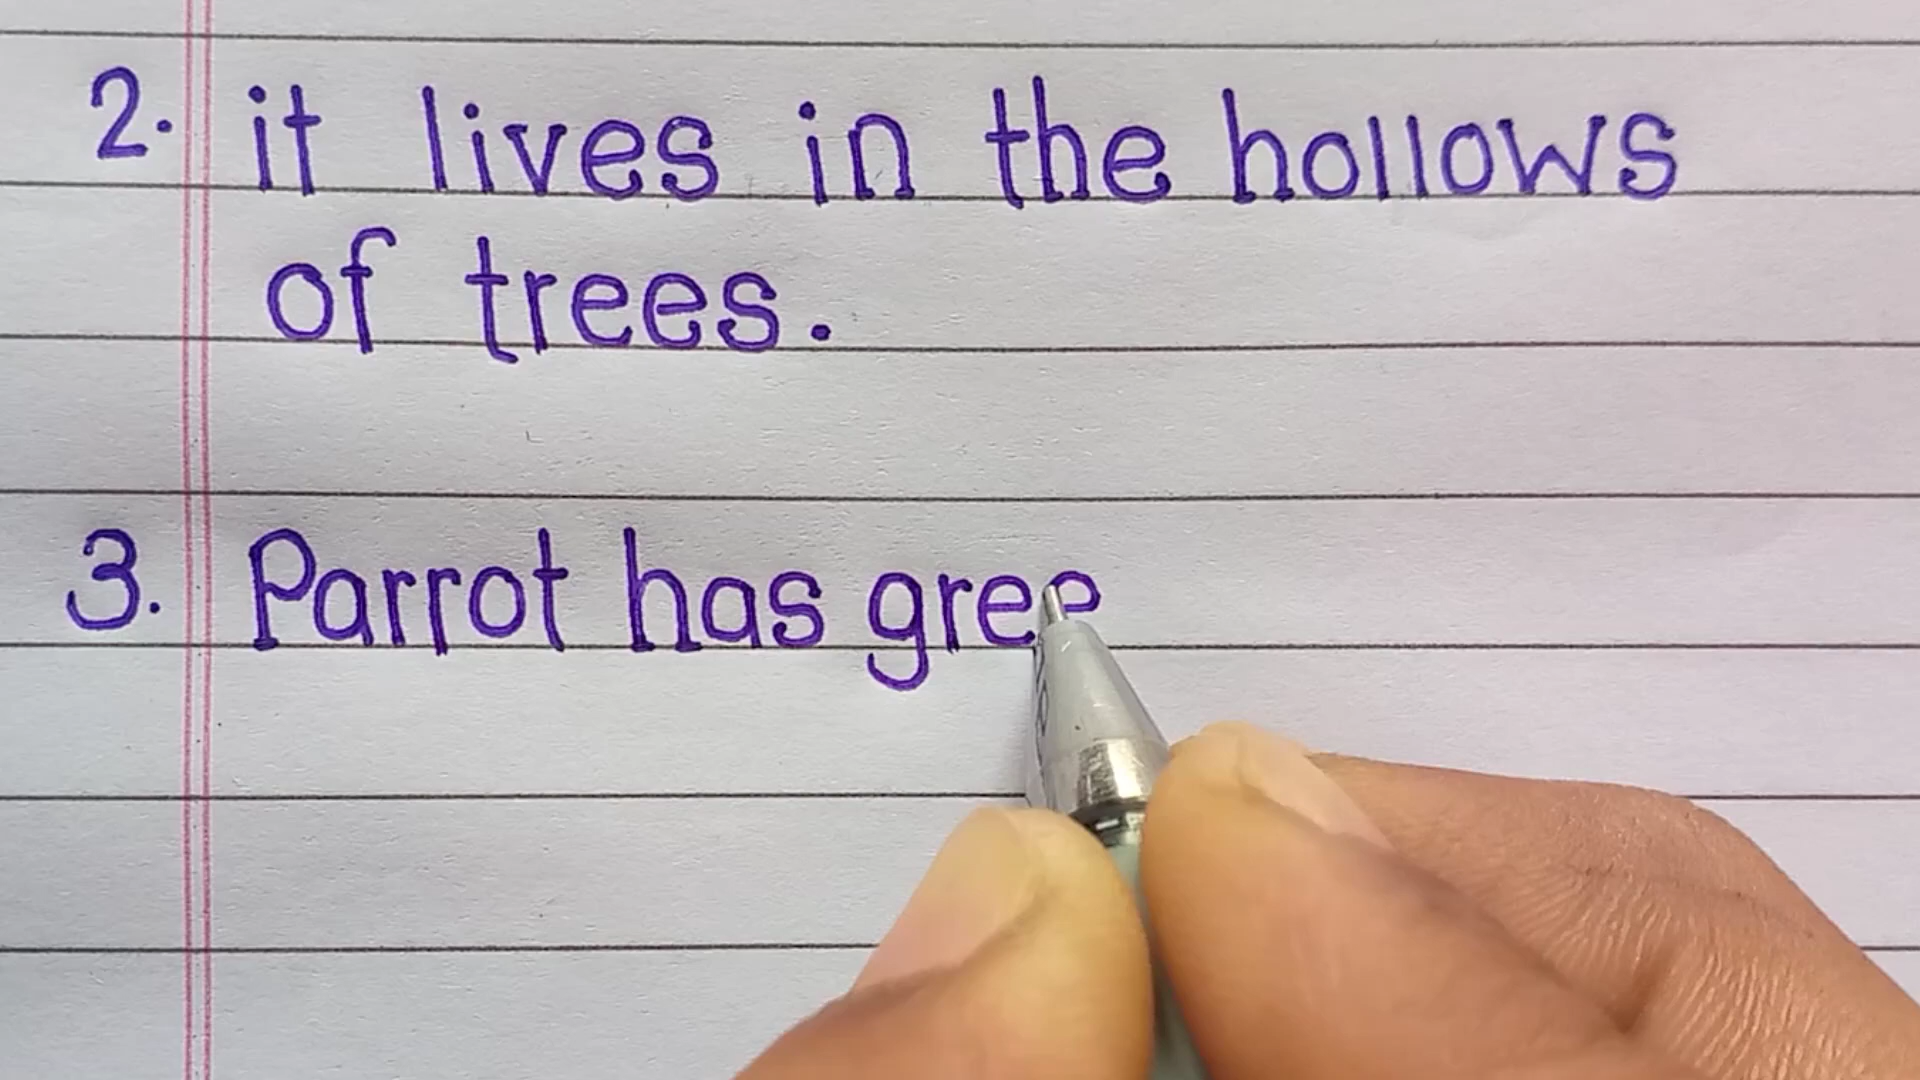 2. it lives in the hollows
of trees.
3. Parrot has gree